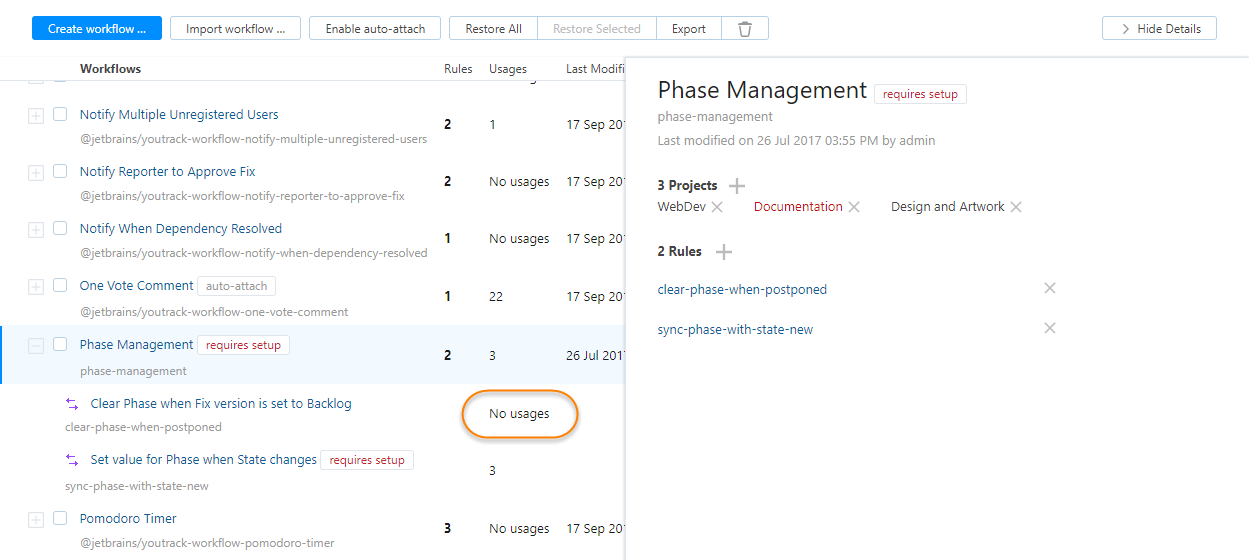 Create workflow ... Import workflow ... Enable auto-attach Restore All Restore Selected Export Hide Details
Workflows Rules Usages Last Modifi
Notify Multiple Unregistered Users 2 1 17 Sep 201
@jetbrains/youtrack-workflow-notify-multiple-unregistered-users
Notify Reporter to Approve Fix 2 No usages 17 Sep 201
@jetbrains/youtrack-workflow-notify-reporter-to-approve-fix
Notify When Dependency Resolved 1 No usages 17 Sep 201
@jetbrains/youtrack-workflow-notify-when-dependency-resolved
One Vote Comment auto-attach 1 22 17 Sep 201
@jetbrains/youtrack-workflow-one-vote-comment
Phase Management requires setup 2 3 26 Jul 2017
phase-management
Clear Phase when Fix version is set to Backlog No usages
clear-phase-when-postponed
Set value for Phase when State changes requires setup 3
sync-phase-with-state-new
Pomodoro Timer 3 No usages 17 Sep 201
@jetbrains/youtrack-workflow-pomodoro-timer
Phase Management requires setup
phase-management
Last modified on 26 Jul 2017 03:55 PM by admin
3 Projects
WebDev Documentation Design and Artwork
2 Rules
clear-phase-when-postponed
sync-phase-with-state-new